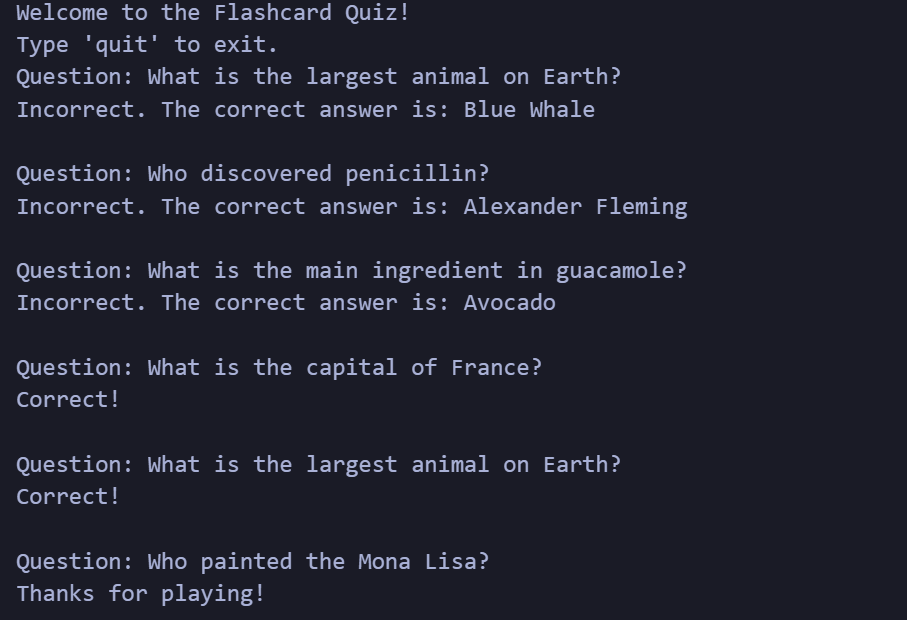 Welcome to the Flashcard Quiz!
Type 'quit' to exit.
Question: What is the largest animal on Earth?
Incorrect. The correct answer is: Blue Whale
Question: Who discovered penicillin?
Incorrect. The correct answer is: Alexander Fleming
Question: What is the main ingredient in guacamole?
Incorrect. The correct answer is: Avocado
Question: What is the capital of France?
Correct!
Question: What is the largest animal on Earth?
Correct!
Question: Who painted the Mona Lisa?
Thanks for playing!